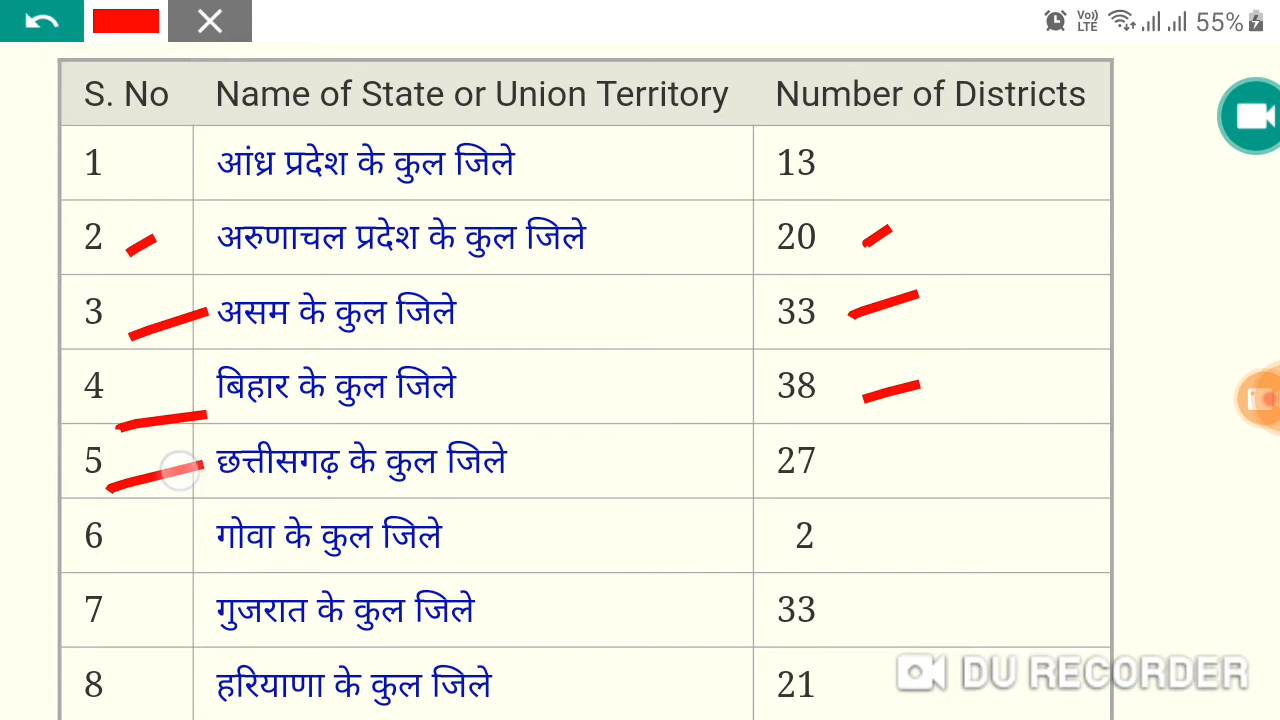 Vo)) LTE 55%
S. No Name of State or Union Territory Number of Districts
1 आंध्र प्रदेश के कुल जिले 13
2 अरुणाचल प्रदेश के कुल जिले 20
3 असम के कुल जिले 33
4 बिहार के कुल जिले 38
5 छत्तीसगढ़ के कुल जिले 27
6 गोवा के कुल जिले 2
7 गुजरात के कुल जिले 33
8 हरियाणा के कुल जिले 21
DU RECORDER